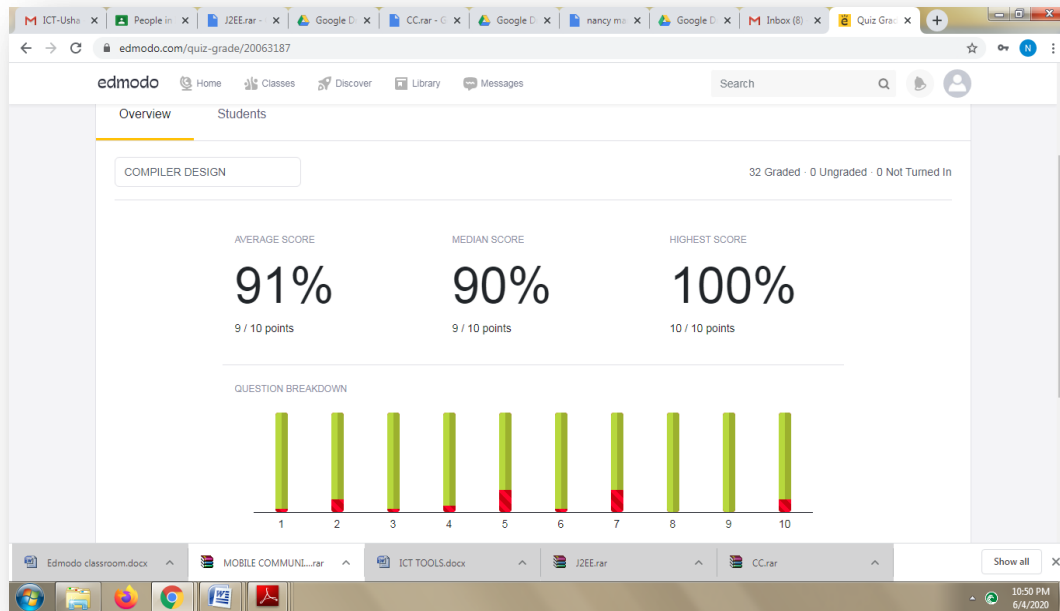 ICT-Usha
People in
J2EE.rar -
Google D
CC.rar - G
Google D
nancy ma
Google D
Inbox (8)
Quiz Grad
edmodo.com/quiz-grade/20063187
N
edmodo
Home
Classes
Discover
Library
Messages
Search
Overview
Students
COMPILER DESIGN
32 Graded · 0 Ungraded · 0 Not Turned In
AVERAGE SCORE
MEDIAN SCORE
HIGHEST SCORE
91%
90%
100%
9 / 10 points
9 / 10 points
10 / 10 points
QUESTION BREAKDOWN
1 2 3 4 5 6 7 8 9 10
Edmodo classroom.docx
MOBILE COMMUNI....rar
ICT TOOLS.docx
J2EE.rar
CC.rar
Show all
10:50 PM
6/4/2020